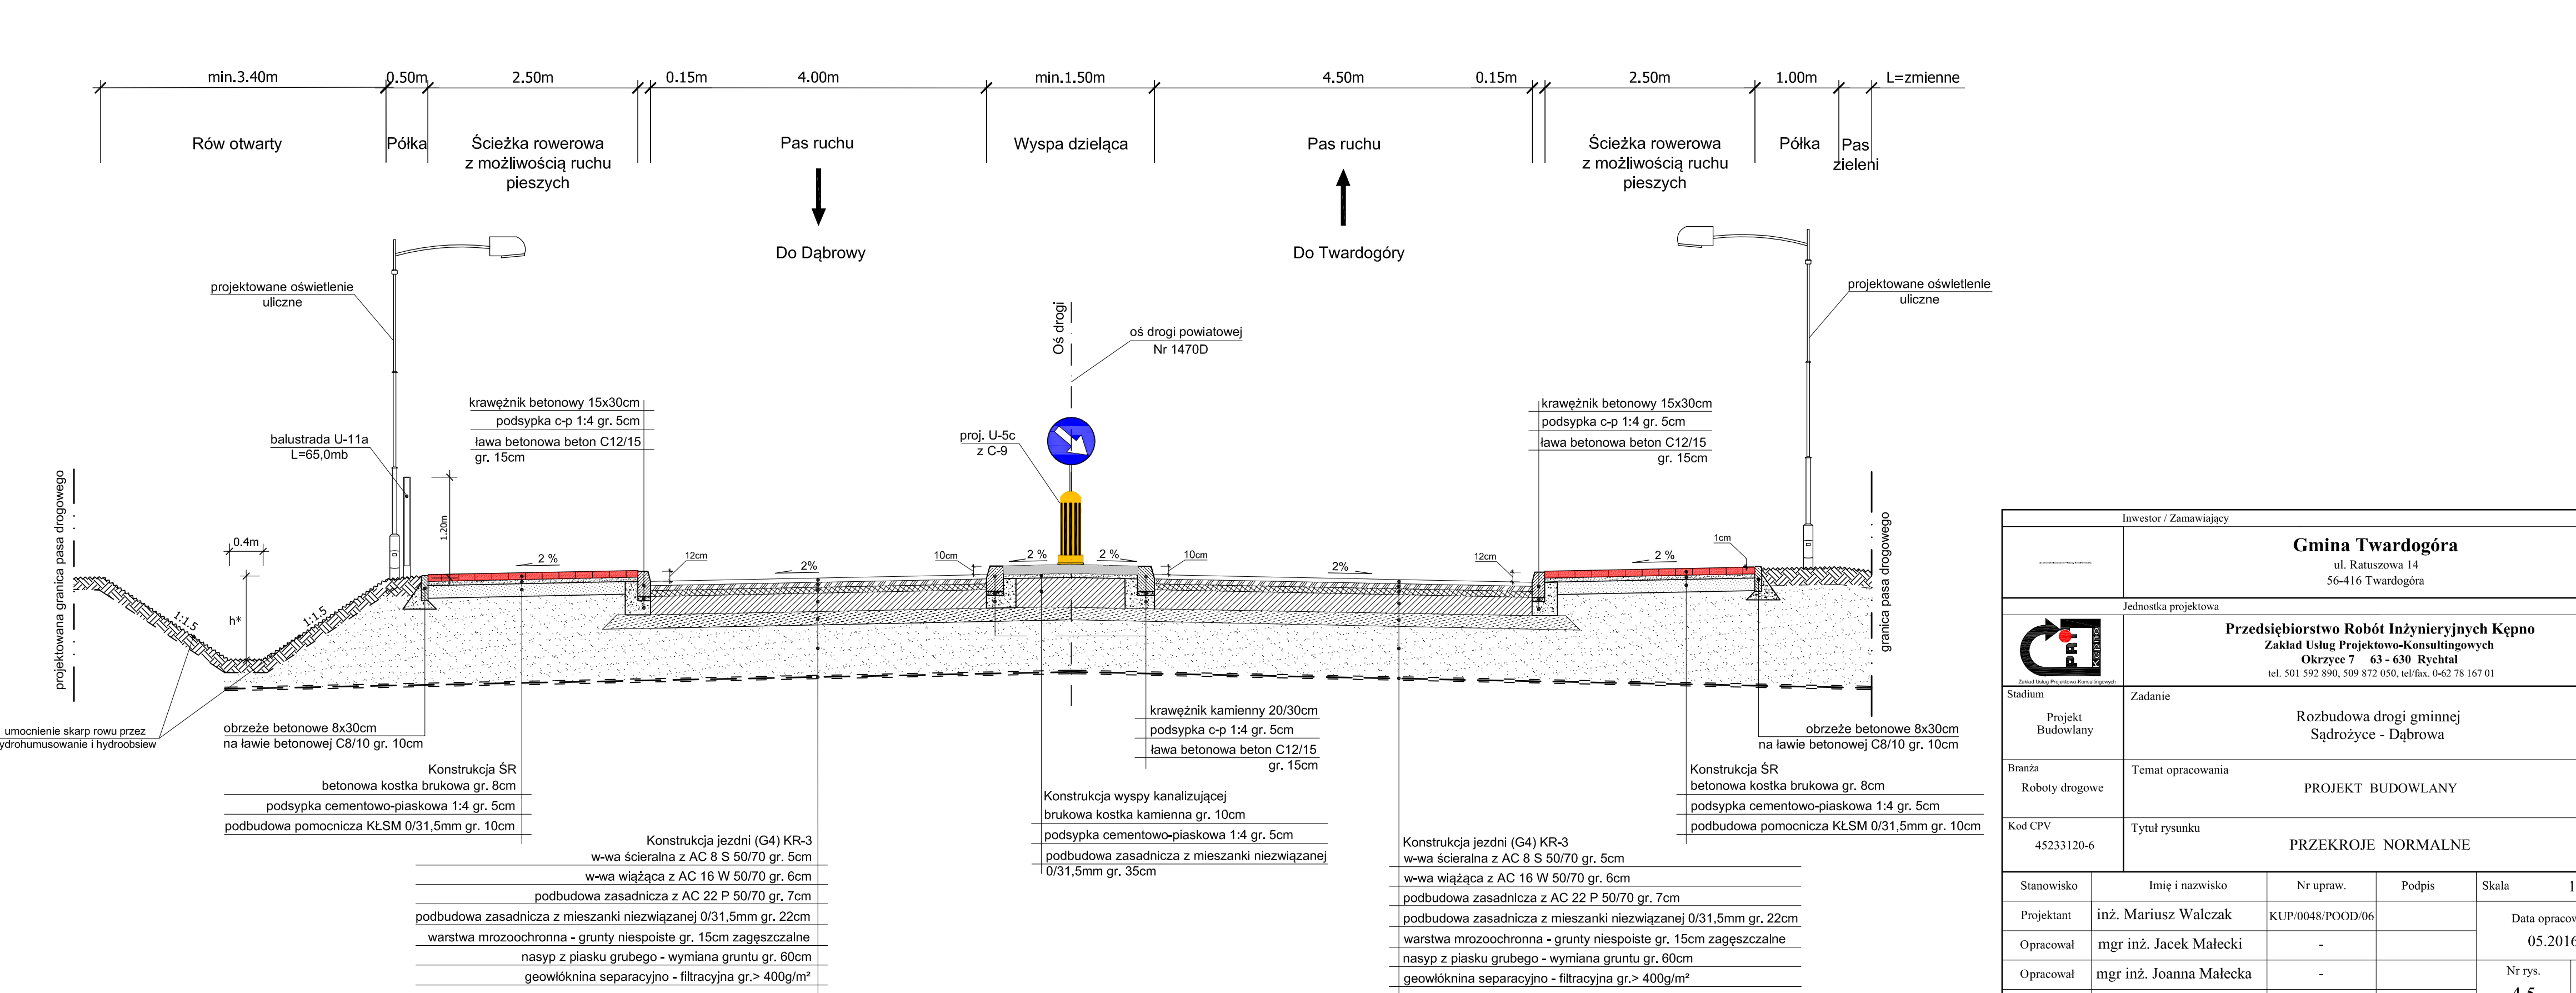 min.3.40m
0.50m
2.50m
0.15m
4.00m
min.1.50m
4.50m
0.15m
2.50m
1.00m
L=zmienne
Rów otwarty
Półka
Ścieżka rowerowa
z możliwością ruchu
pieszych
Pas ruchu
Wyspa dzieląca
Pas ruchu
Ścieżka rowerowa
z możliwością ruchu
pieszych
Półka
Pas
zieleni
Do Dąbrowy
Do Twardogóry
projektowane oświetlenie
uliczne
projektowane oświetlenie
uliczne
Oś drogi
oś drogi powiatowej
Nr 1470D
krawężnik betonowy 15x30cm
podsypka c-p 1:4 gr. 5cm
ława betonowa beton C12/15
gr. 15cm
balustrada U-11a
L=65,0mb
proj. U-5c
z C-9
krawężnik betonowy 15x30cm
podsypka c-p 1:4 gr. 5cm
ława betonowa beton C12/15
gr. 15cm
projektowana granica pasa drogowego
1.20m
0.4m
h*
1:1.5
1:1.5
2 %
12cm
2%
10cm
2 %
2 %
10cm
2%
12cm
2 %
1cm
granica pasa drogowego
umocnienie skarp rowu przez
ydrohumusowanie i hydroobsiew
obrzeże betonowe 8x30cm
na ławie betonowej C8/10 gr. 10cm
Konstrukcja ŚR
betonowa kostka brukowa gr. 8cm
podsypka cementowo-piaskowa 1:4 gr. 5cm
podbudowa pomocnicza KŁSM 0/31,5mm gr. 10cm
Konstrukcja jezdni (G4) KR-3
w-wa ścieralna z AC 8 S 50/70 gr. 5cm
w-wa wiążąca z AC 16 W 50/70 gr. 6cm
podbudowa zasadnicza z AC 22 P 50/70 gr. 7cm
podbudowa zasadnicza z mieszanki niezwiązanej 0/31,5mm gr. 22cm
warstwa mrozoochronna - grunty niespoiste gr. 15cm zagęszczalne
nasyp z piasku grubego - wymiana gruntu gr. 60cm
geowłóknina separacyjno - filtracyjna gr.> 400g/m²
krawężnik kamienny 20/30cm
podsypka c-p 1:4 gr. 5cm
ława betonowa beton C12/15
gr. 15cm
Konstrukcja wyspy kanalizującej
brukowa kostka kamienna gr. 10cm
podsypka cementowo-piaskowa 1:4 gr. 5cm
podbudowa zasadnicza z mieszanki niezwiązanej
0/31,5mm gr. 35cm
Konstrukcja jezdni (G4) KR-3
w-wa ścieralna z AC 8 S 50/70 gr. 5cm
w-wa wiążąca z AC 16 W 50/70 gr. 6cm
podbudowa zasadnicza z AC 22 P 50/70 gr. 7cm
podbudowa zasadnicza z mieszanki niezwiązanej 0/31,5mm gr. 22cm
warstwa mrozoochronna - grunty niespoiste gr. 15cm zagęszczalne
nasyp z piasku grubego - wymiana gruntu gr. 60cm
geowłóknina separacyjno - filtracyjna gr.> 400g/m²
obrzeże betonowe 8x30cm
na ławie betonowej C8/10 gr. 10cm
Konstrukcja ŚR
betonowa kostka brukowa gr. 8cm
podsypka cementowo-piaskowa 1:4 gr. 5cm
podbudowa pomocnicza KŁSM 0/31,5mm gr. 10cm
Inwestor / Zamawiający
Gmina Twardogóra
ul. Ratuszowa 14
56-416 Twardogóra
Jednostka projektowa
PRI Kępno
Zakład Usług Projektowo-Konsultingowych
Przedsiębiorstwo Robót Inżynieryjnych Kępno
Zakład Usług Projektowo-Konsultingowych
Okrzyce 7 63 - 630 Rychtal
tel. 501 592 890, 509 872 050, tel/fax. 0-62 78 167 01
Stadium
Projekt
Budowlany
Zadanie
Rozbudowa drogi gminnej
Sądrożyce - Dąbrowa
Branża
Roboty drogowe
Temat opracowania
PROJEKT BUDOWLANY
Kod CPV
45233120-6
Tytuł rysunku
PRZEKROJE NORMALNE
Stanowisko Imię i nazwisko Nr upraw. Podpis Skala 1
Projektant inż. Mariusz Walczak KUP/0048/POOD/06
Data opracow
05.2016
Opracował mgr inż. Jacek Małecki -
Opracował mgr inż. Joanna Małecka -
Nr rys.
4.5